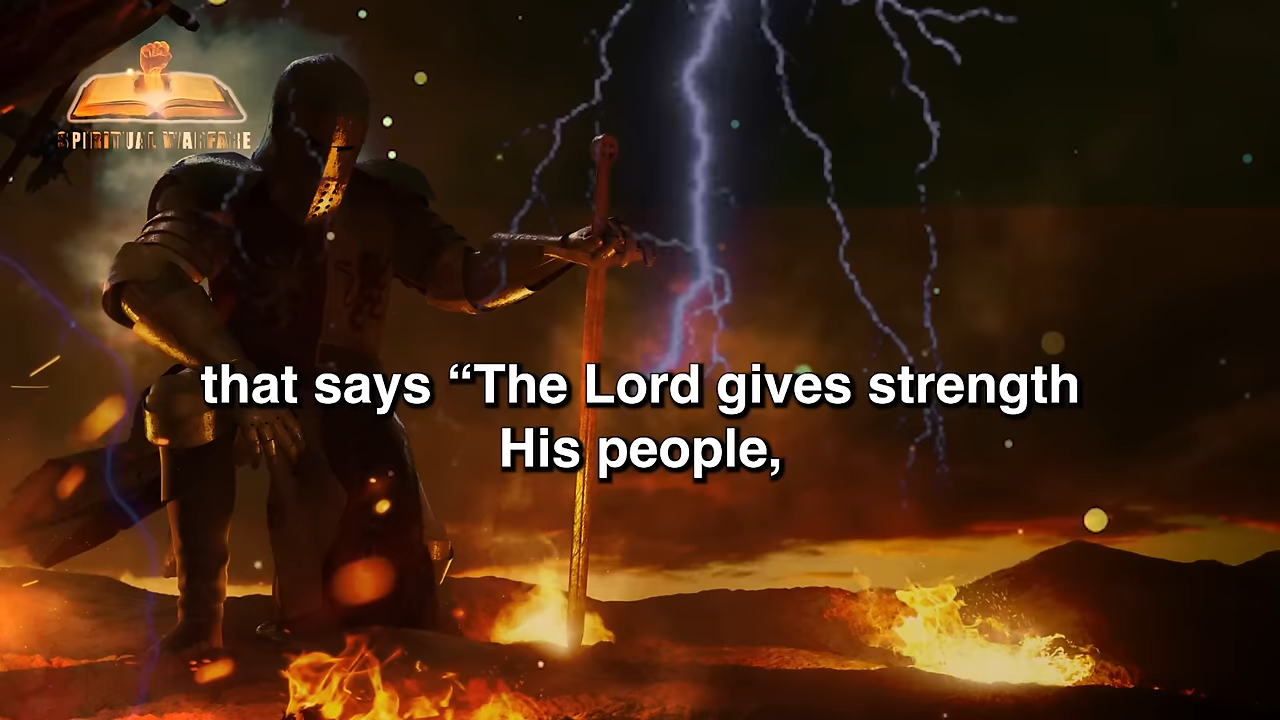 SPIRITUAL WARFARE
that says “The Lord gives strength
His people,